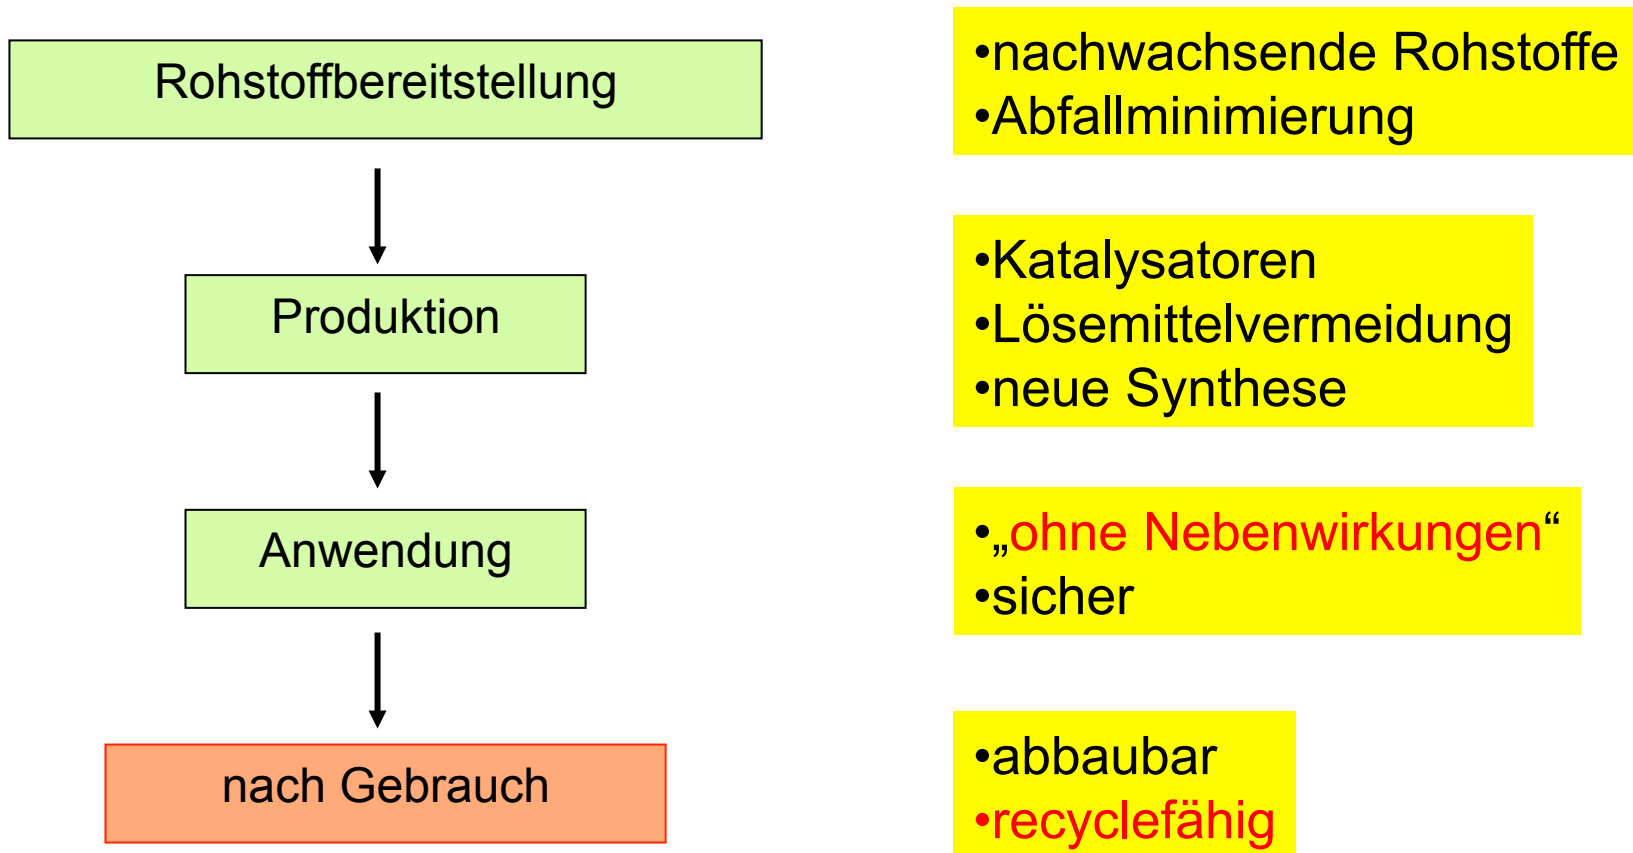 Rohstoffbereitstellung
•nachwachsende Rohstoffe
•Abfallminimierung
Produktion
•Katalysatoren
•Lösemittelvermeidung
•neue Synthese
Anwendung
•„ohne Nebenwirkungen“
•sicher
nach Gebrauch
•abbaubar
•recyclefähig